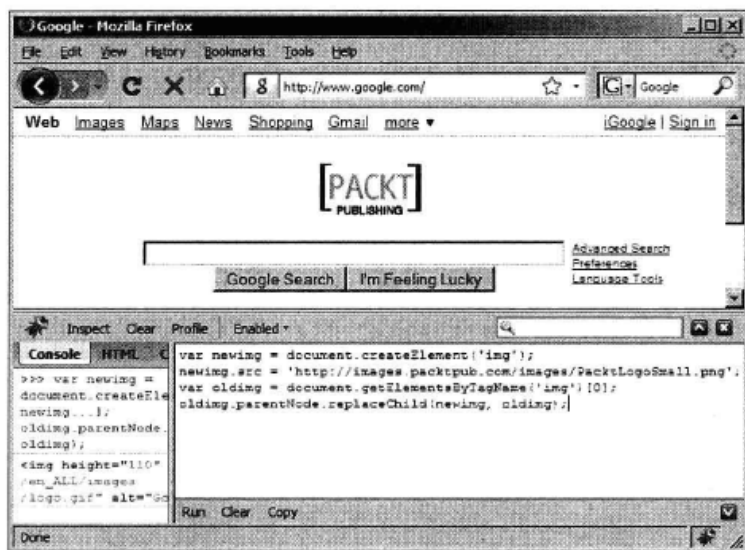 Google - Mozilla Firefox
File Edit View History Bookmarks Tools Help
http://www.google.com/
Google
Web Images Maps News Shopping Gmail more ▼
iGoogle | Sign in
[PACKT]
PUBLISHING
Advanced Search
Preferences
Language Tools
Google Search
I'm Feeling Lucky
Inspect Clear Profile Enabled
Console HTML C
>>> var newimg =
document.createEle
newimg...);
oldimg.parentNode.
oldimg);
<img height="110"
/en_ALL/images
/logo.gif" alt="Go
var newimg = document.createElement('img');
newimg.src = 'http://images.packtpub.com/images/PacktLogoSmall.png';
var oldimg = document.getElementsByTagName('img')[0];
oldimg.parentNode.replaceChild(newimg, oldimg);
Run Clear Copy
Done